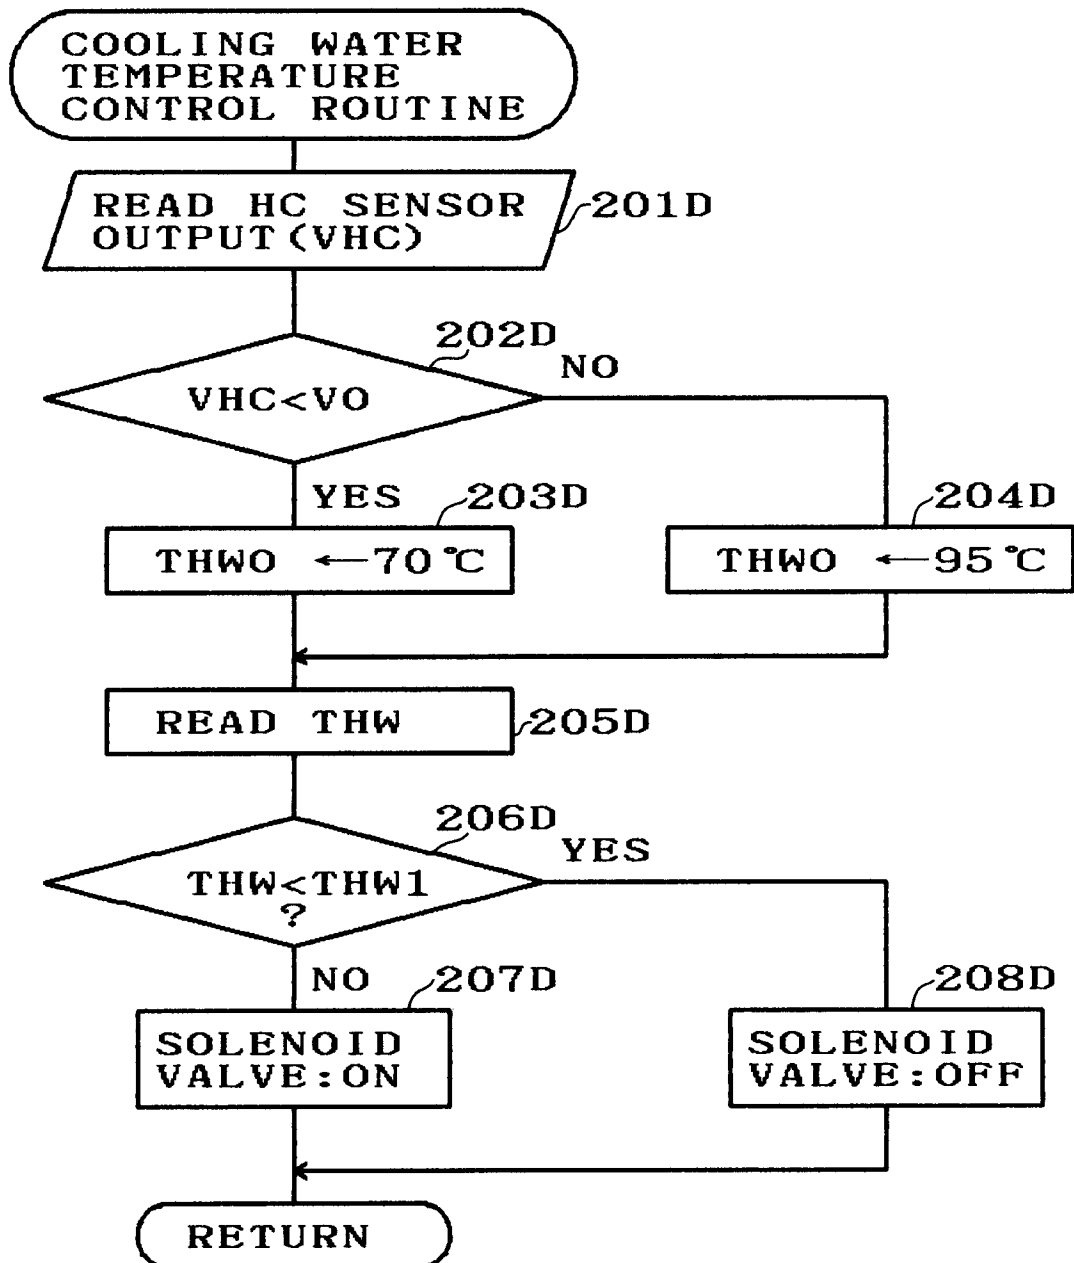 COOLING WATER
TEMPERATURE
CONTROL ROUTINE
READ HC SENSOR
OUTPUT(VHC)
201D
202D
VHC<VO
NO
YES
203D
204D
THWO ←70℃
THWO ←95℃
READ THW
205D
206D
THW<THW1
?
YES
NO
207D
208D
SOLENOID
VALVE:ON
SOLENOID
VALVE:OFF
RETURN